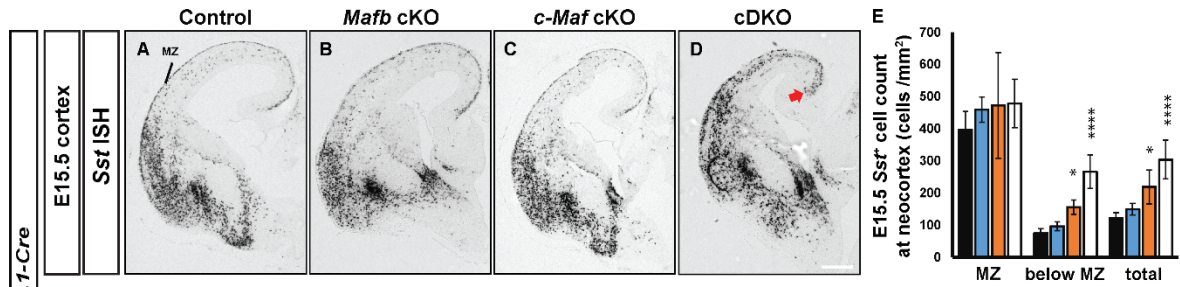 Control
Mafb cKO
c-Maf cKO
cDKO
E
1-Cre
E15.5 cortex
Sst ISH
A
MZ
B
C
D
E15.5 Sst+ cell count
at neocortex (cells /mm²)
700
600
500
400
300
200
100
0
*
****
*
****
MZ
below MZ
total